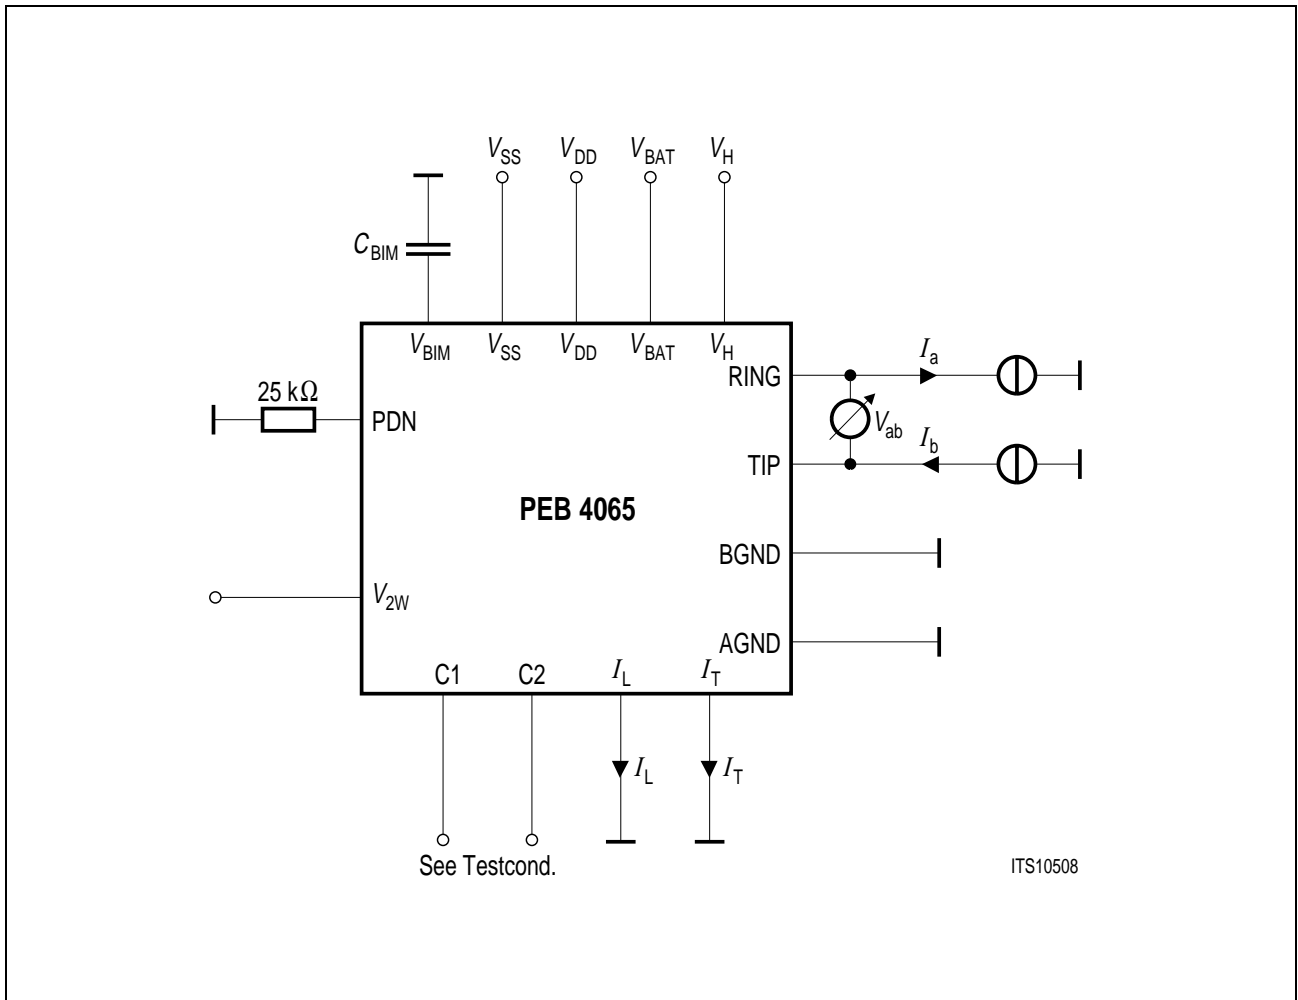 V_SS V_DD V_BAT V_H
C_BIM
V_BIM V_SS V_DD V_BAT V_H
RING I_a
25 kΩ
PDN V_ab
I_b
TIP
PEB 4065
BGND
V_2W
AGND
C1 C2 I_L I_T
I_L I_T
See Testcond.
ITS10508